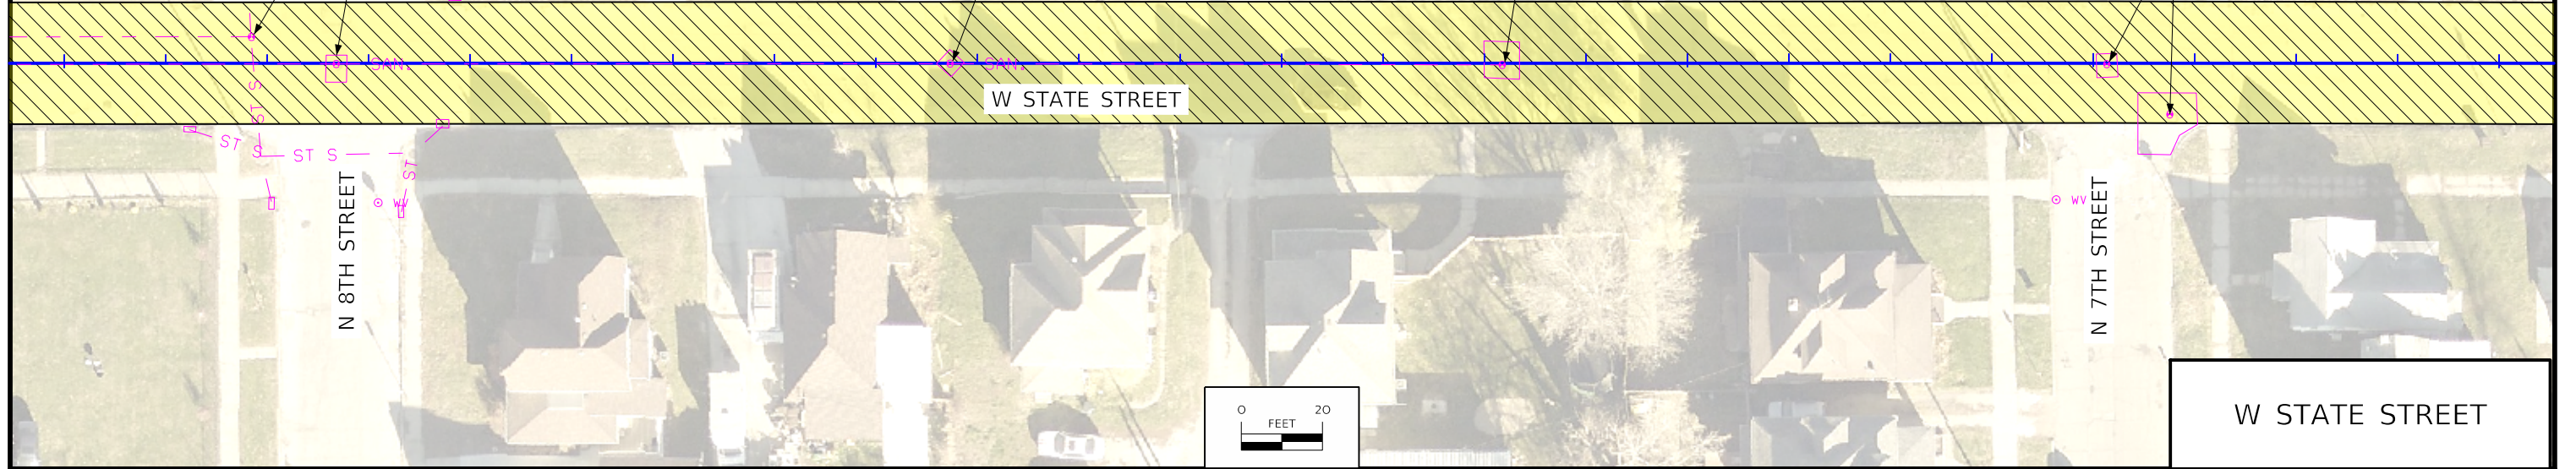 SAN.
SAN.
W STATE STREET
S
ST
ST S
ST S
ST
N 8TH STREET
WV
WV
N 7TH STREET
0 20
FEET
W STATE STREET